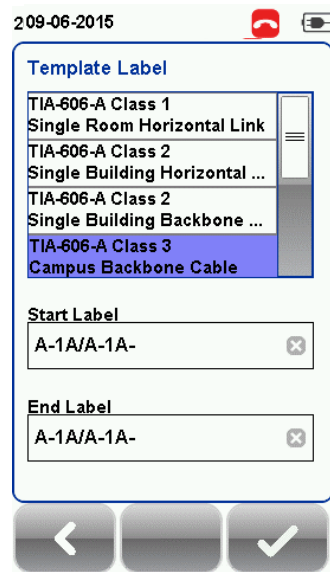 209-06-2015
Template Label
TIA-606-A Class 1
Single Room Horizontal Link
TIA-606-A Class 2
Single Building Horizontal ...
TIA-606-A Class 2
Single Building Backbone ...
TIA-606-A Class 3
Campus Backbone Cable
Start Label
A-1A/A-1A-
End Label
A-1A/A-1A-